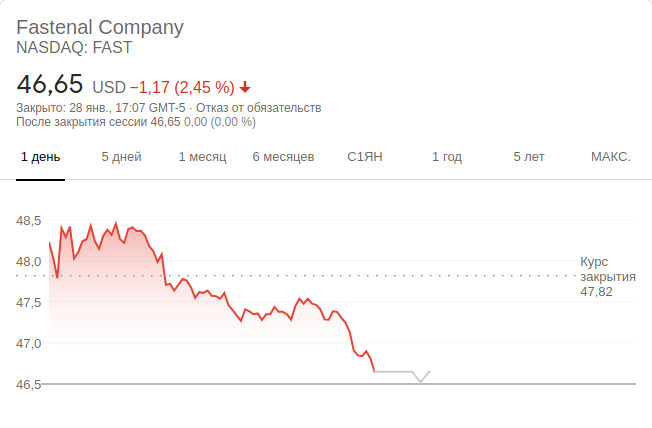 Fastenal Company
NASDAQ: FAST
46,65 USD −1,17 (2,45 %)
Закрыто: 28 янв., 17:07 GMT-5 · Отказ от обязательств
После закрытия сессии 46,65 0,00 (0,00 %)
1 день 5 дней 1 месяц 6 месяцев С1ЯН 1 год 5 лет МАКС.
48,5
48,0
Курс
закрытия
47,82
47,5
47,0
46,5